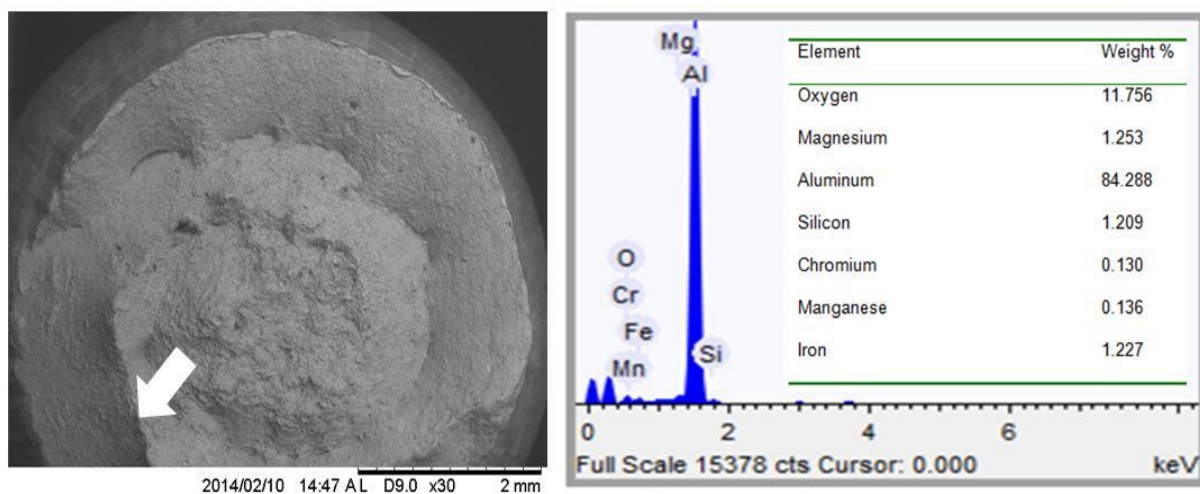 2014/02/10 14:47 AL D9.0 x30 2 mm
Mg
Al
O
Cr
Fe
Mn
Si
Element Weight %
Oxygen 11.756
Magnesium 1.253
Aluminum 84.288
Silicon 1.209
Chromium 0.130
Manganese 0.136
Iron 1.227
0 2 4 6
Full Scale 15378 cts Cursor: 0.000 keV